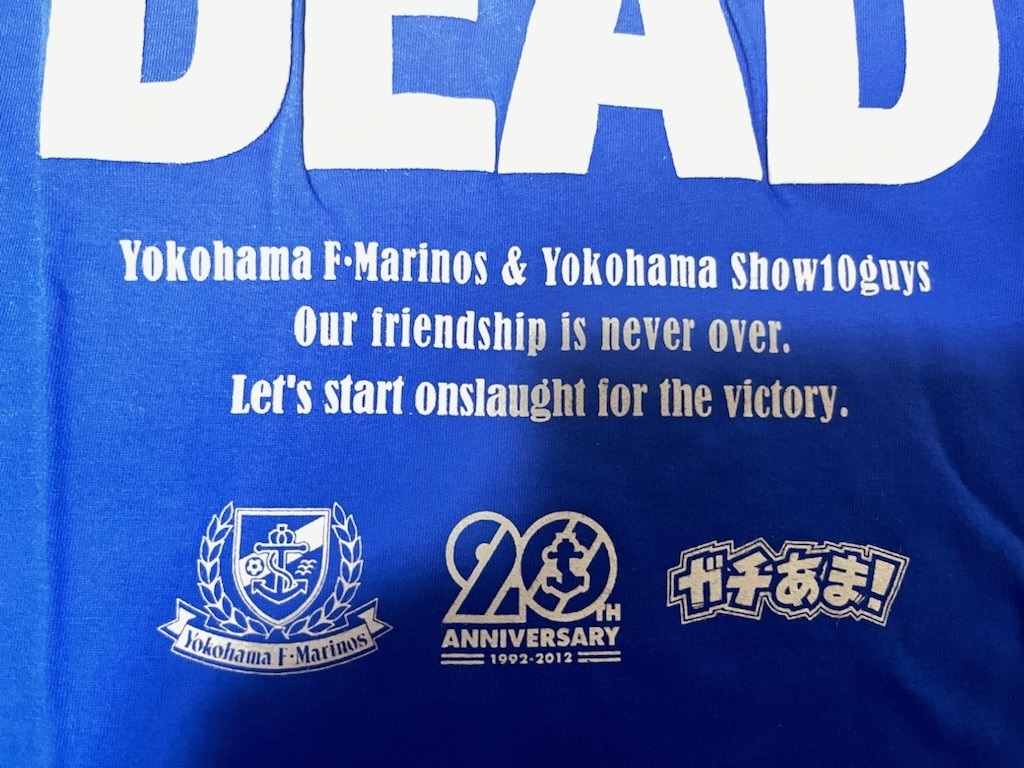 DEAD
Yokohama F·Marinos & Yokohama Show10guys
Our friendship is never over.
Let's start onslaught for the victory.
Yokohama F·Marinos
20TH
ANNIVERSARY
1992-2012
ガチあま!